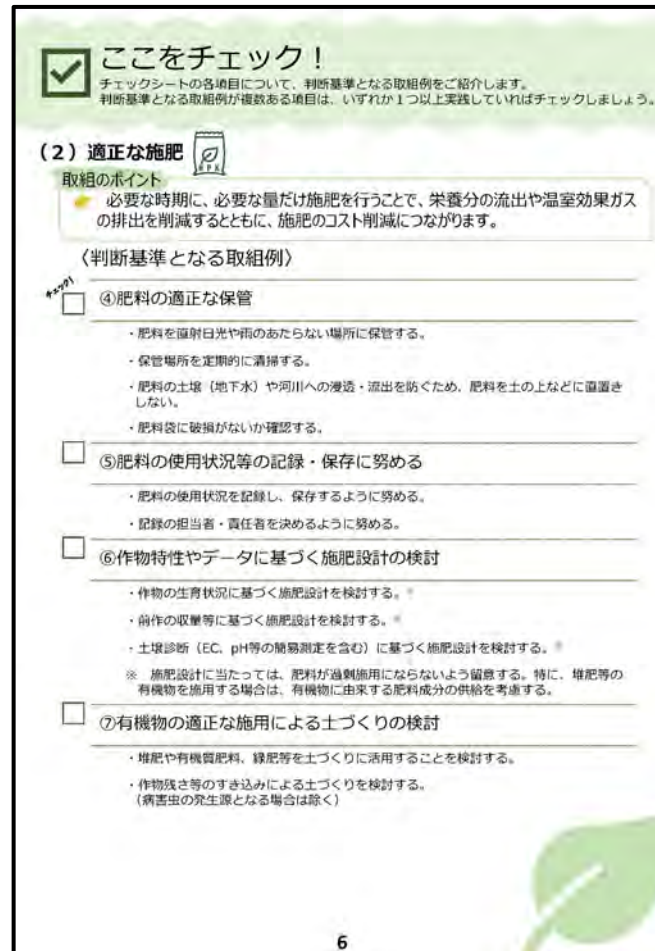 ここをチェック！
チェックシートの各項目について、判断基準となる取組例をご紹介します。
判断基準となる取組例が複数ある項目は、いずれか１つ以上実践していればチェックしましょう。
（２）適正な施肥
N P K
取組のポイント
必要な時期に、必要な量だけ施肥を行うことで、栄養分の流出や温室効果ガス
の排出を削減するとともに、施肥のコスト削減につながります。
〈判断基準となる取組例〉
チェック!
④肥料の適正な保管
・肥料を直射日光や雨のあたらない場所に保管する。
・保管場所を定期的に清掃する。
・肥料の土壌（地下水）や河川への浸透・流出を防ぐため、肥料を土の上などに直置き
しない。
・肥料袋に破損がないか確認する。
⑤肥料の使用状況等の記録・保存に努める
・肥料の使用状況を記録し、保存するように努める。
・記録の担当者・責任者を決めるように努める。
⑥作物特性やデータに基づく施肥設計の検討
・作物の生育状況に基づく施肥設計を検討する。※
・前作の収量等に基づく施肥設計を検討する。※
・土壌診断（EC、pH等の簡易測定を含む）に基づく施肥設計を検討する。※
※ 施肥設計に当たっては、肥料が過剰施用にならないよう留意する。特に、堆肥等の
有機物を施用する場合は、有機物に由来する肥料成分の供給を考慮する。
⑦有機物の適正な施用による土づくりの検討
・堆肥や有機質肥料、緑肥等を土づくりに活用することを検討する。
・作物残さ等のすき込みによる土づくりを検討する。
（病害虫の発生源となる場合は除く）
6